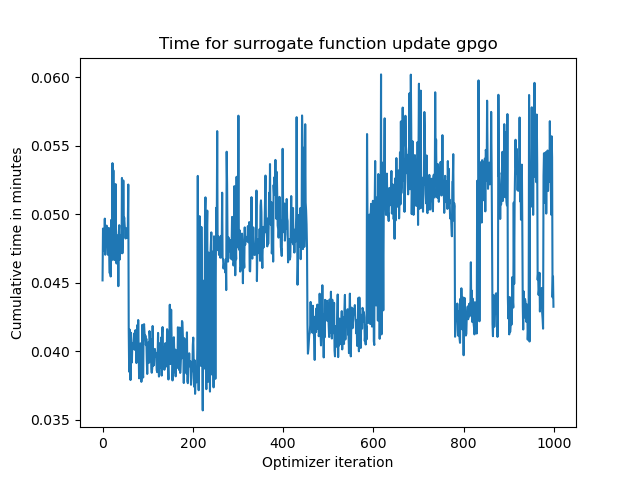 Time for surrogate function update gpgo
0.060
0.055
0.050
0.045
0.040
0.035
Cumulative time in minutes
0 200 400 600 800 1000
Optimizer iteration